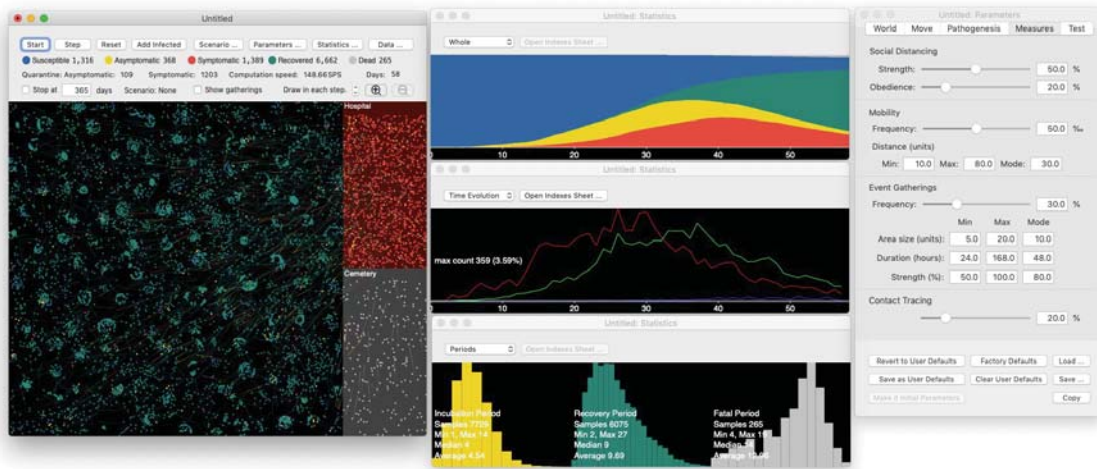 Untitled
Start Step Reset Add Infected Scenario ... Parameters ... Statistics ... Data ...
Susceptible 1,316 Asymptomatic 368 Symptomatic 1,389 Recovered 6,662 Dead 265
Quarantine: Asymptomatic: 109 Symptomatic: 1203 Computation speed: 148.66SPS Days: 58
Stop at 365 days Scenario: None Show gatherings Draw in each step.
Hospital
Cemetery
Untitled: Statistics
Whole Open Indexes Sheet ...
10 20 30 40 50
Untitled: Statistics
Time Evolution Open Indexes Sheet ...
max count 359 (3.59%)
10 20 30 40 50
Untitled: Statistics
Periods Open Indexes Sheet ...
Incubation Period
Samples 7729
Min 1, Max 14
Median 4
Average 4.54
Recovery Period
Samples 6075
Min 2, Max 27
Median 9
Average 9.69
Fatal Period
Samples 265
Min 4, Max
Median
Average
Untitled: Parameters
World Move Pathogenesis Measures Test
Social Distancing
Strength: 50.0 %
Obedience: 20.0 %
Mobility
Frequency: 50.0 ‰
Distance (units)
Min: 10.0 Max: 80.0 Mode: 30.0
Event Gatherings
Frequency: 30.0 %
Min Max Mode
Area size (units): 5.0 20.0 10.0
Duration (hours): 24.0 168.0 48.0
Strength (%): 50.0 100.0 80.0
Contact Tracing
20.0 %
Revert to User Defaults Factory Defaults Load ...
Save as User Defaults Clear User Defaults Save ...
Make it Initial Parameters Copy